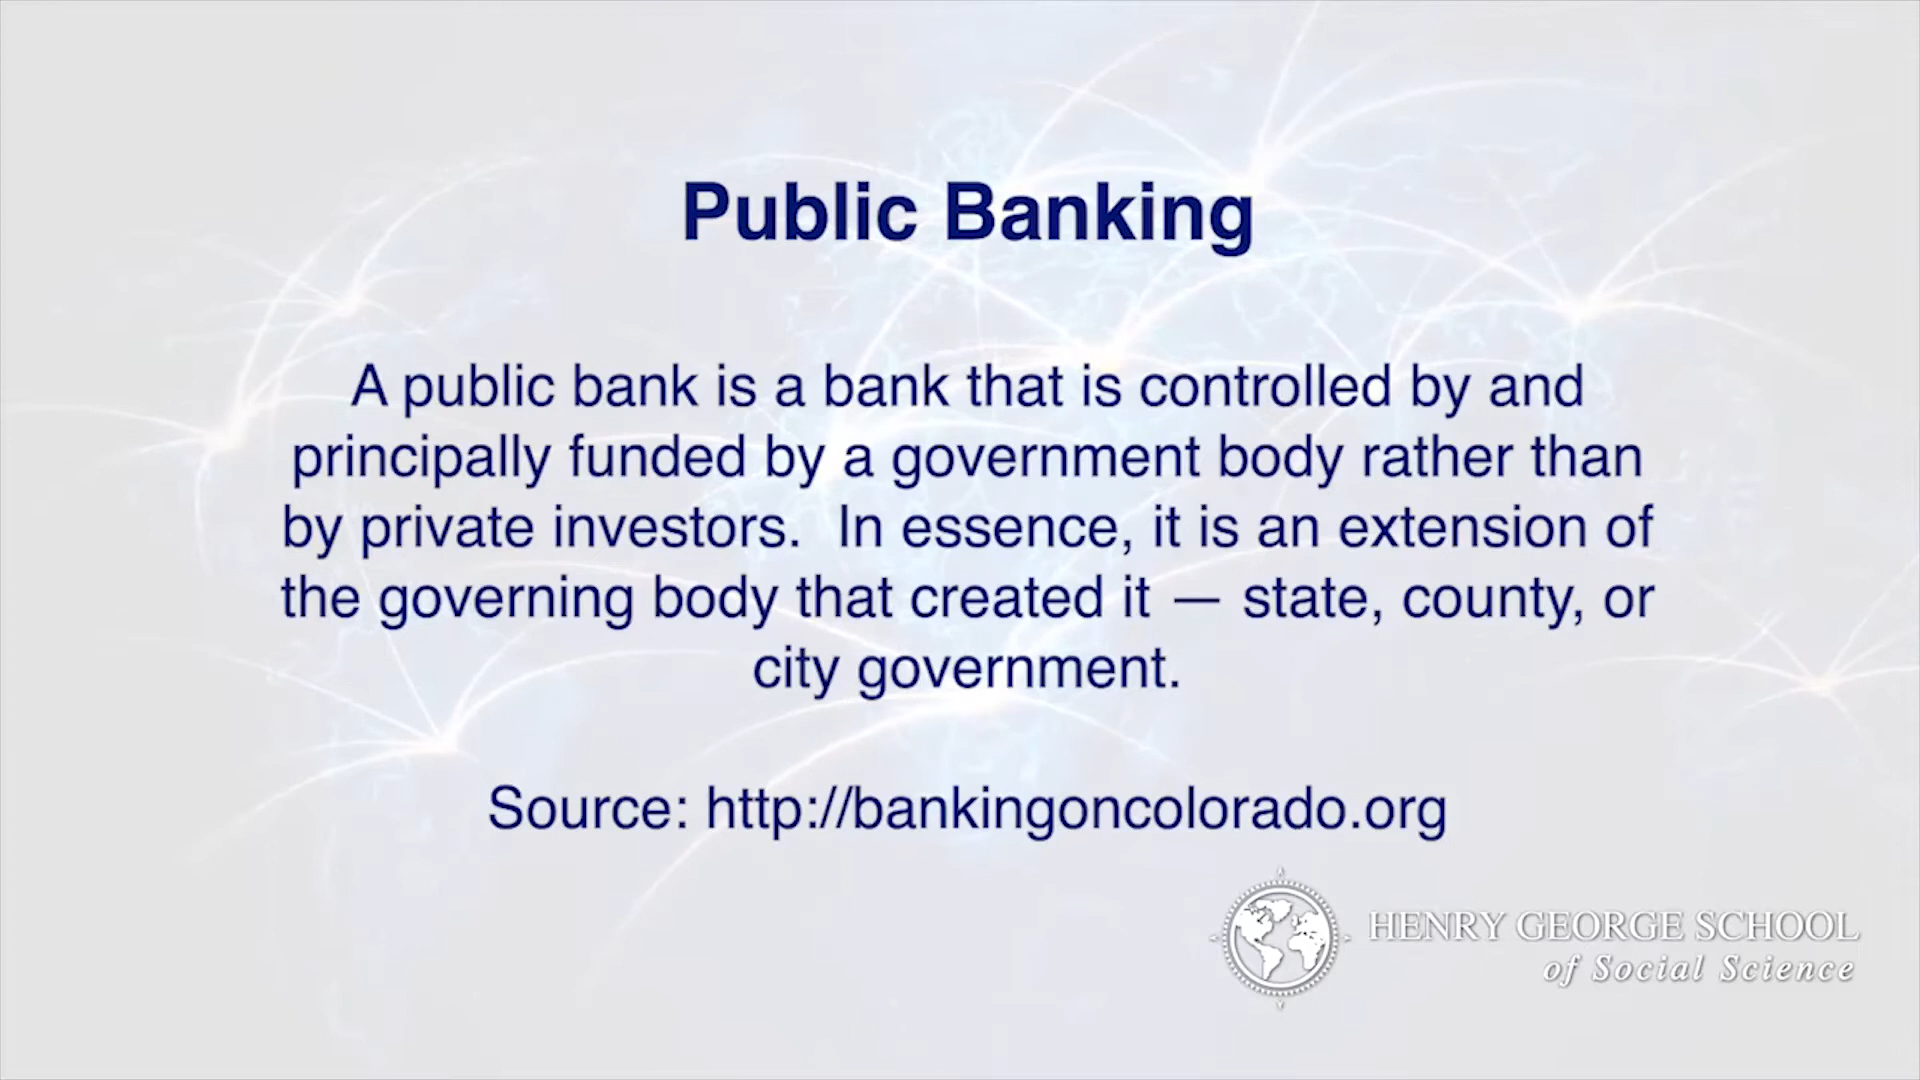 Public Banking
A public bank is a bank that is controlled by and
principally funded by a government body rather than
by private investors.  In essence, it is an extension of
the governing body that created it — state, county, or
city government.
Source: http://bankingoncolorado.org
HENRY GEORGE SCHOOL
of Social Science